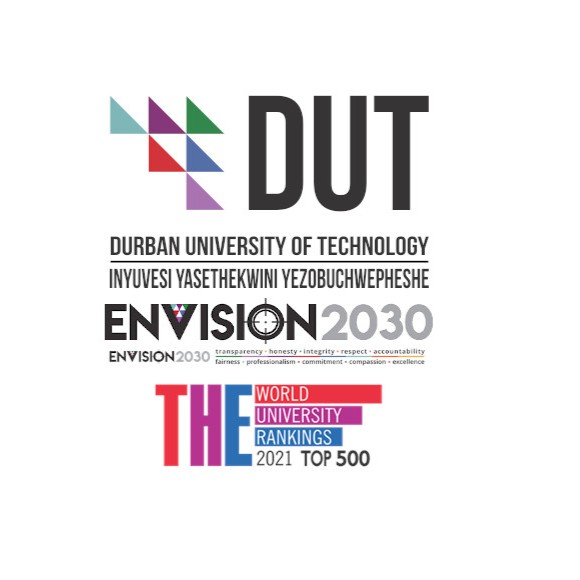 DUT
DURBAN UNIVERSITY OF TECHNOLOGY
INYUVESI YASETHEKWINI YEZOBUCHWEPHESHE
ENVISION2030
ENVISION2030 transparency • honesty • integrity • respect • accountability
fairness • professionalism • commitment • compassion • excellence
THE WORLD
UNIVERSITY
RANKINGS
2021 TOP 500